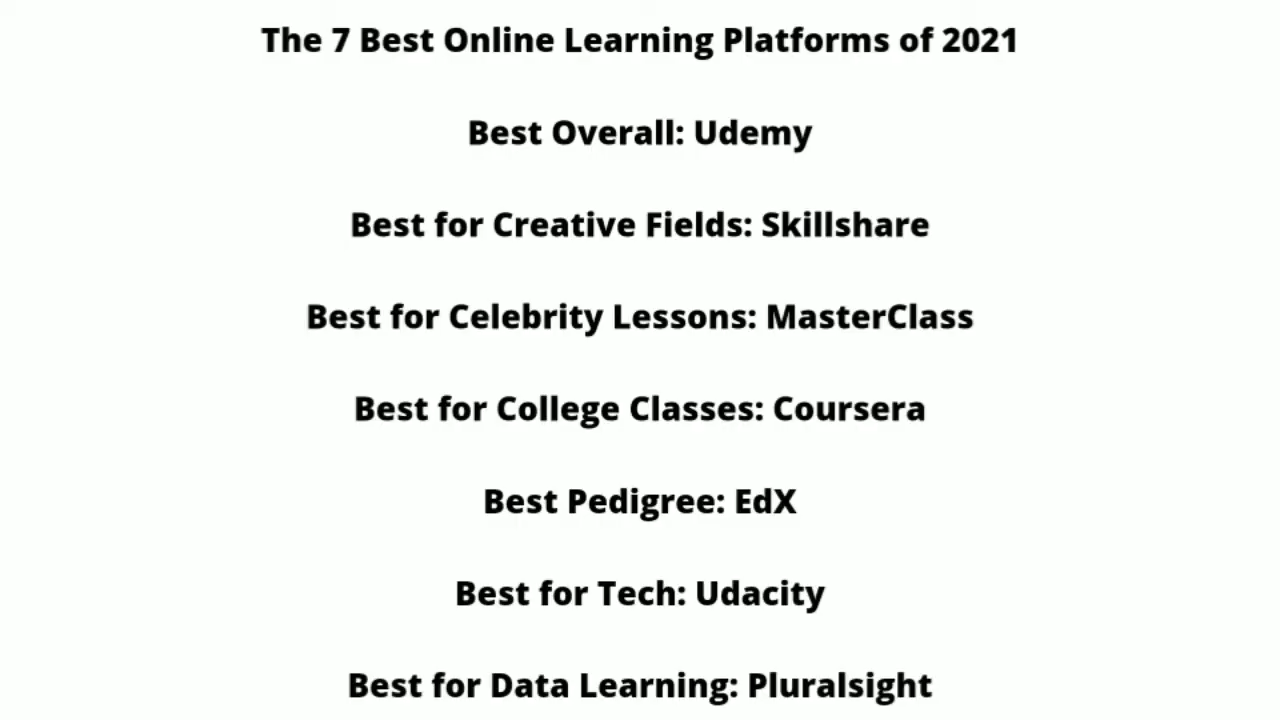 The 7 Best Online Learning Platforms of 2021
Best Overall: Udemy
Best for Creative Fields: Skillshare
Best for Celebrity Lessons: MasterClass
Best for College Classes: Coursera
Best Pedigree: EdX
Best for Tech: Udacity
Best for Data Learning: Pluralsight